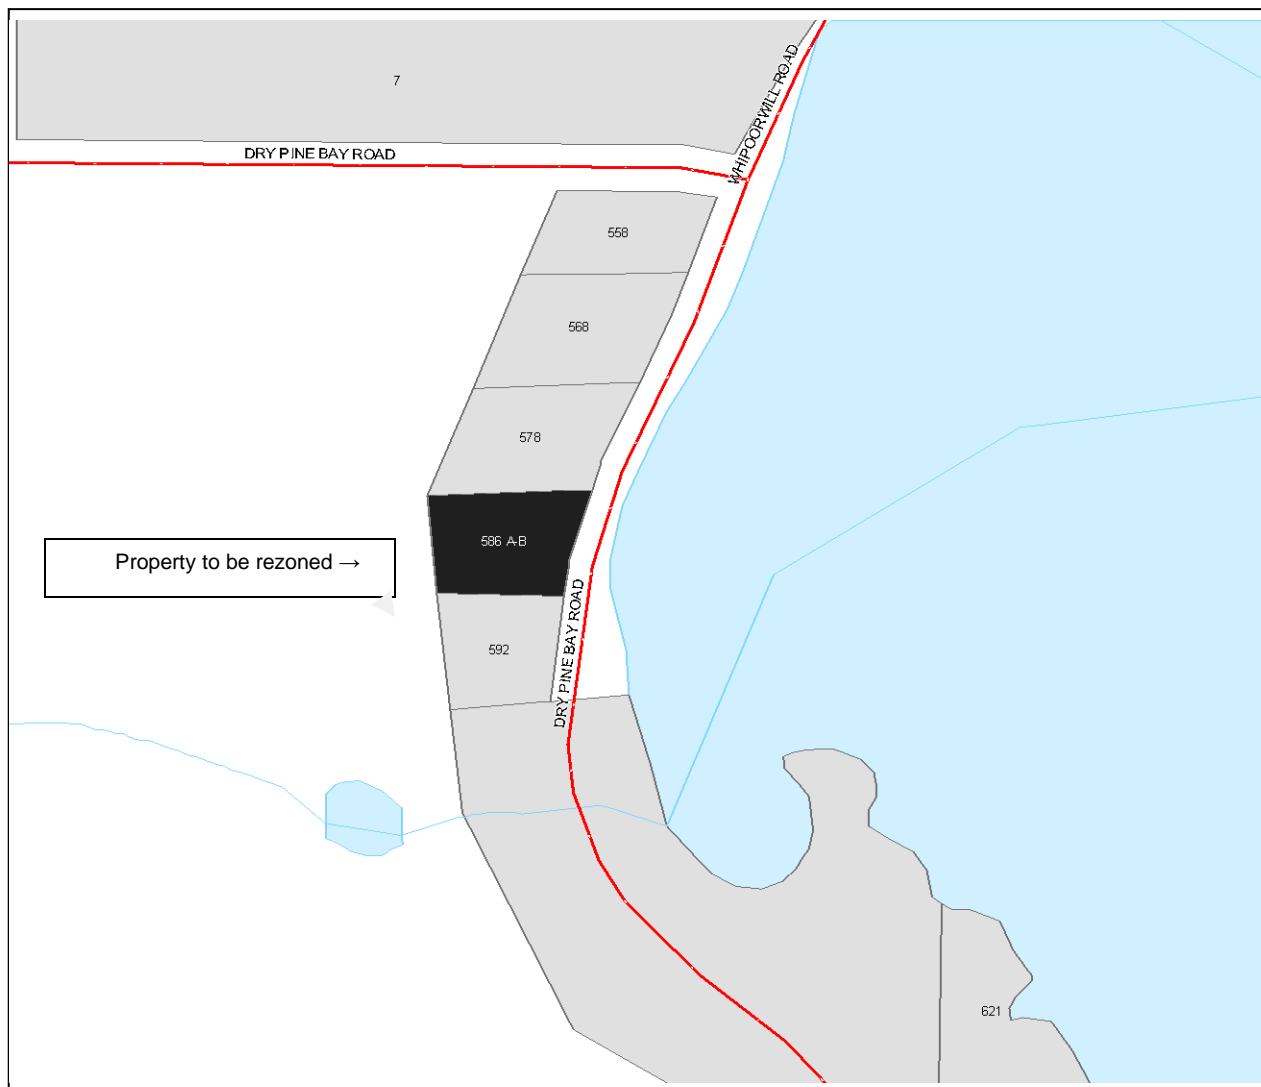 7
WHIPOORWILL ROAD
DRY PINE BAY ROAD
558
568
578
586 A-B
Property to be rezoned →
DRY PINE BAY ROAD
592
621